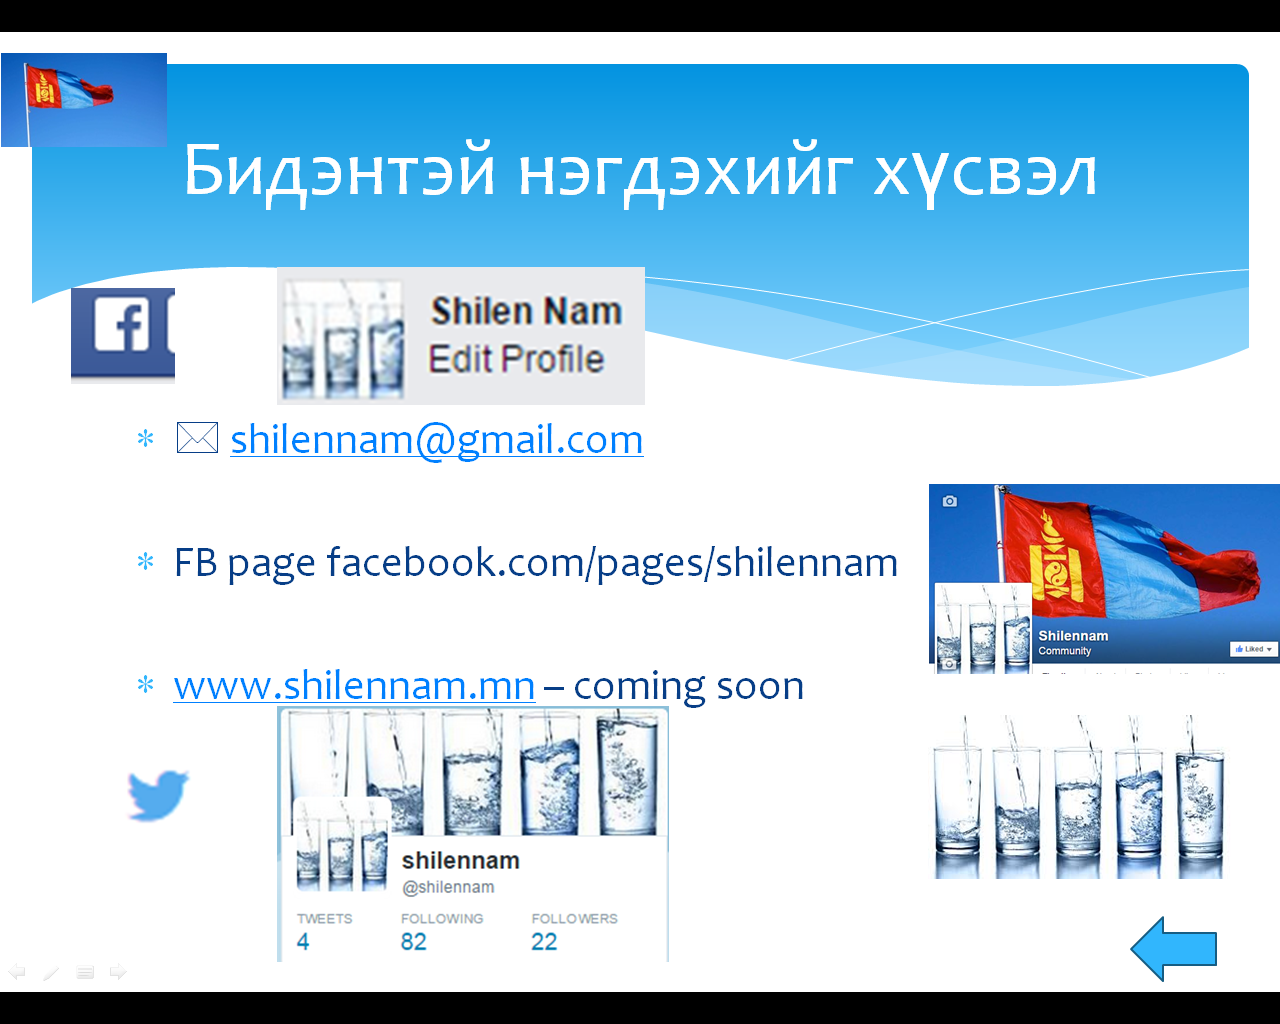 Бидэнтэй нэгдэхийг хүсвэл
Shilen Nam
Edit Profile
shilennam@gmail.com
FB page facebook.com/pages/shilennam
Shilennam
Community
Liked
www.shilennam.mn – coming soon
shilennam
@shilennam
TWEETS FOLLOWING FOLLOWERS
4 82 22